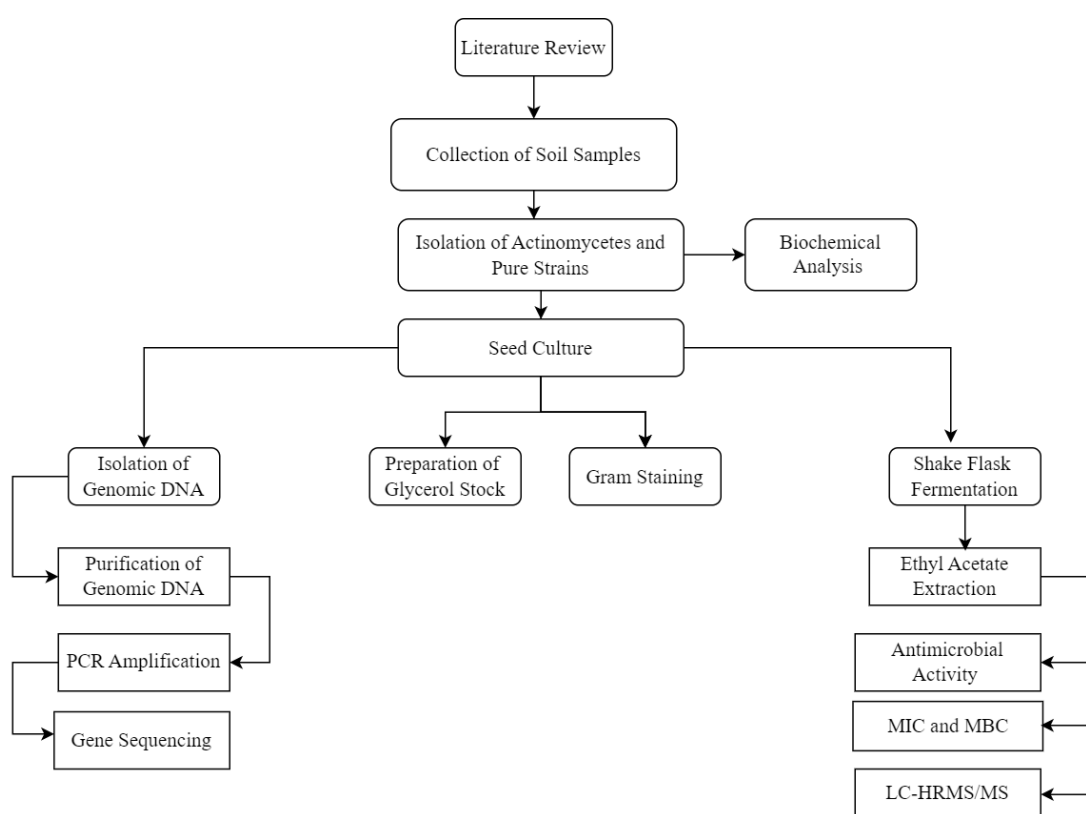 Literature Review
Collection of Soil Samples
Isolation of Actinomycetes and
Pure Strains
Biochemical
Analysis
Seed Culture
Isolation of
Genomic DNA
Preparation of
Glycerol Stock
Gram Staining
Shake Flask
Fermentation
Purification of
Genomic DNA
Ethyl Acetate
Extraction
PCR Amplification
Antimicrobial
Activity
Gene Sequencing
MIC and MBC
LC-HRMS/MS